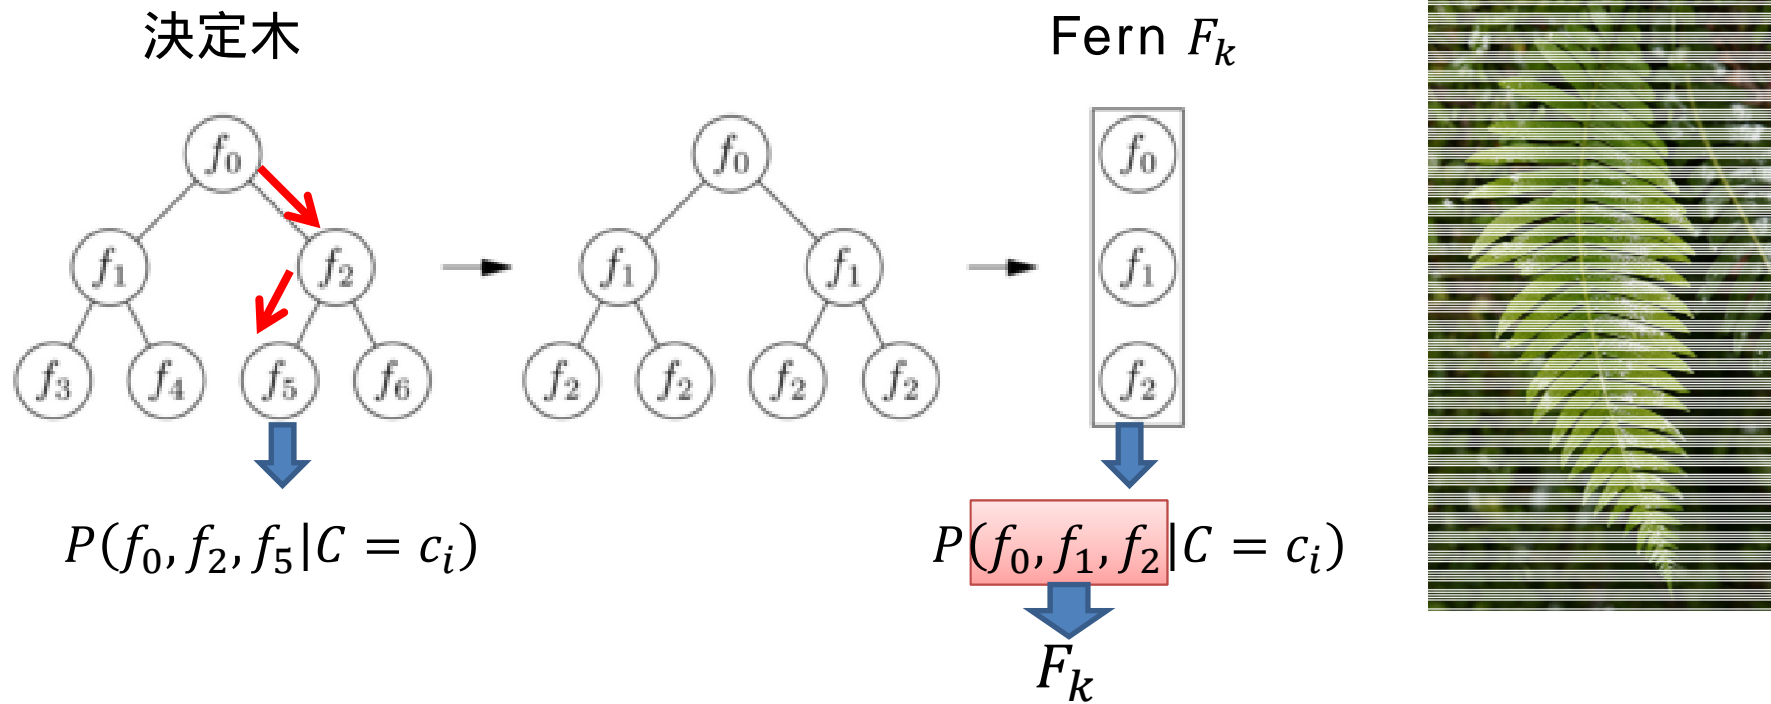 決定木
Fern F_k
f_0
f_1 f_2
f_3 f_4 f_5 f_6
f_0
f_1 f_1
f_2 f_2 f_2 f_2
f_0
f_1
f_2
P(f_0, f_2, f_5|C = c_i)
P(f_0, f_1, f_2|C = c_i)
F_k